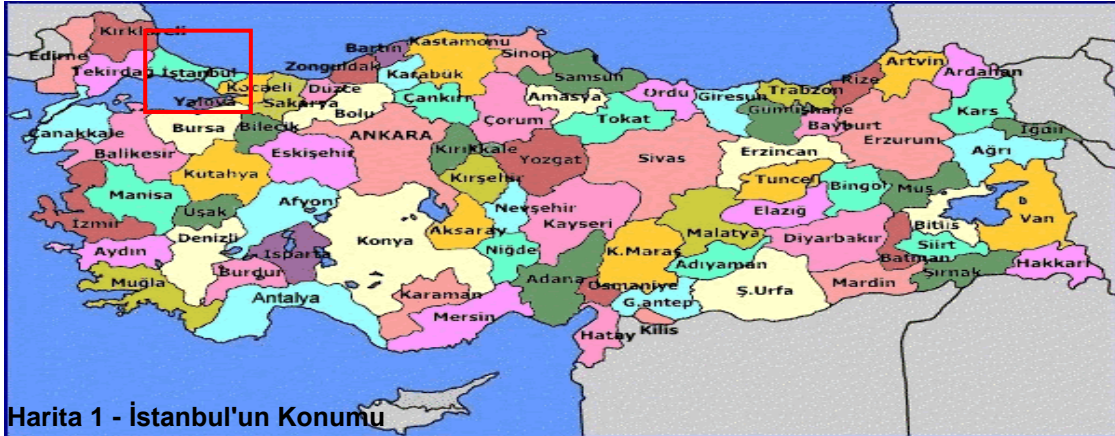 Kırklareli
Edirne
Tekirdağ
İstanbul
Kocaeli
Yalova
Sakarya
Düzce
Zonguldak
Bartın
Karabük
Kastamonu
Sinop
Samsun
Ordu
Giresun
Trabzon
Rize
Artvin
Ardahan
Çanakkale
Bursa
Bilecik
Bolu
Çankırı
Çorum
Amasya
Tokat
Gümüşhane
Bayburt
Erzurum
Kars
Iğdır
Balikesir
Kutahya
Eskişehir
ANKARA
Kırıkkale
Yozgat
Sivas
Erzincan
Ağrı
Manisa
Uşak
Afyon
Kırşehir
Nevşehir
Kayseri
Malatya
Tunceli
Elazığ
Bingol
Muş
Bitlis
Van
İzmir
Aydın
Denizli
Isparta
Burdur
Konya
Aksaray
Niğde
Adana
K.Maraş
Adıyaman
Diyarbakır
Batman
Siirt
Şırnak
Hakkari
Muğla
Antalya
Karaman
Mersin
Osmaniye
G.antep
Ş.Urfa
Mardin
Hatay
Kilis
Harita 1 - İstanbul'un Konumu